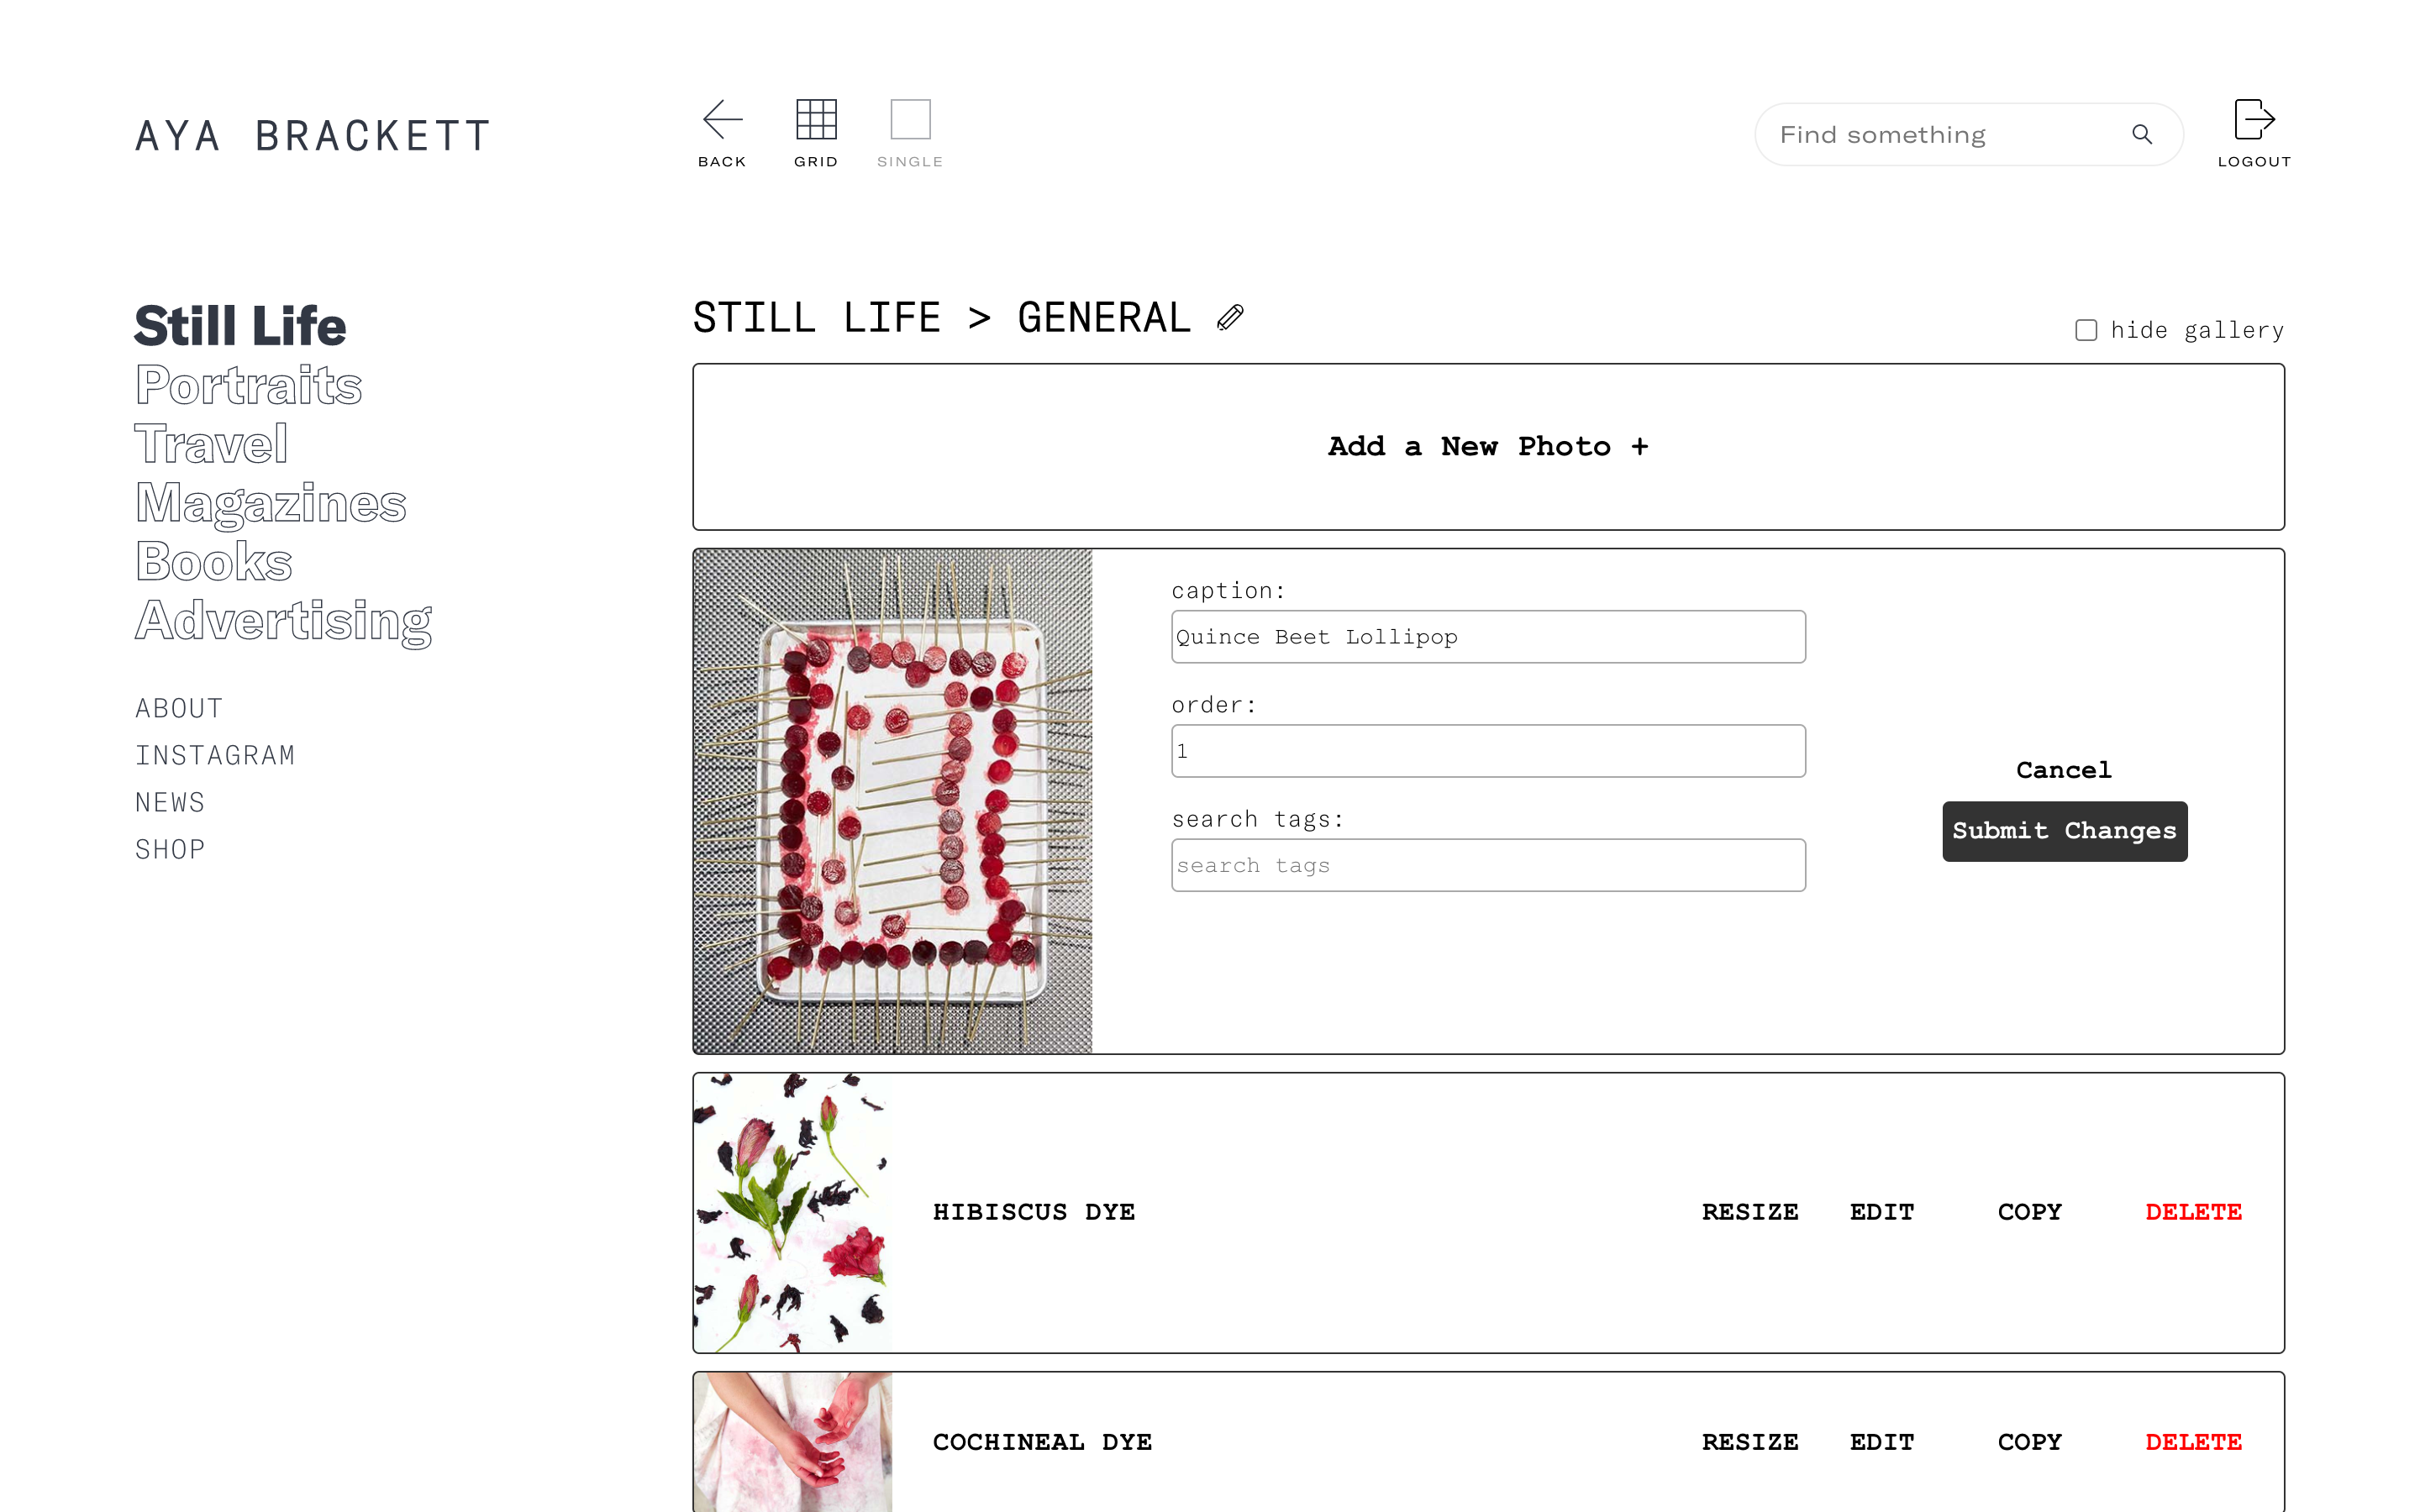 AYA BRACKETT
BACK
GRID
SINGLE
Find something
LOGOUT
Still Life
Portraits
Travel
Magazines
Books
Advertising
ABOUT
INSTAGRAM
NEWS
SHOP
STILL LIFE > GENERAL
hide gallery
Add a New Photo +
caption:
Quince Beet Lollipop
order:
1
search tags:
search tags
Cancel
Submit Changes
HIBISCUS DYE
RESIZE EDIT COPY DELETE
COCHINEAL DYE
RESIZE EDIT COPY DELETE